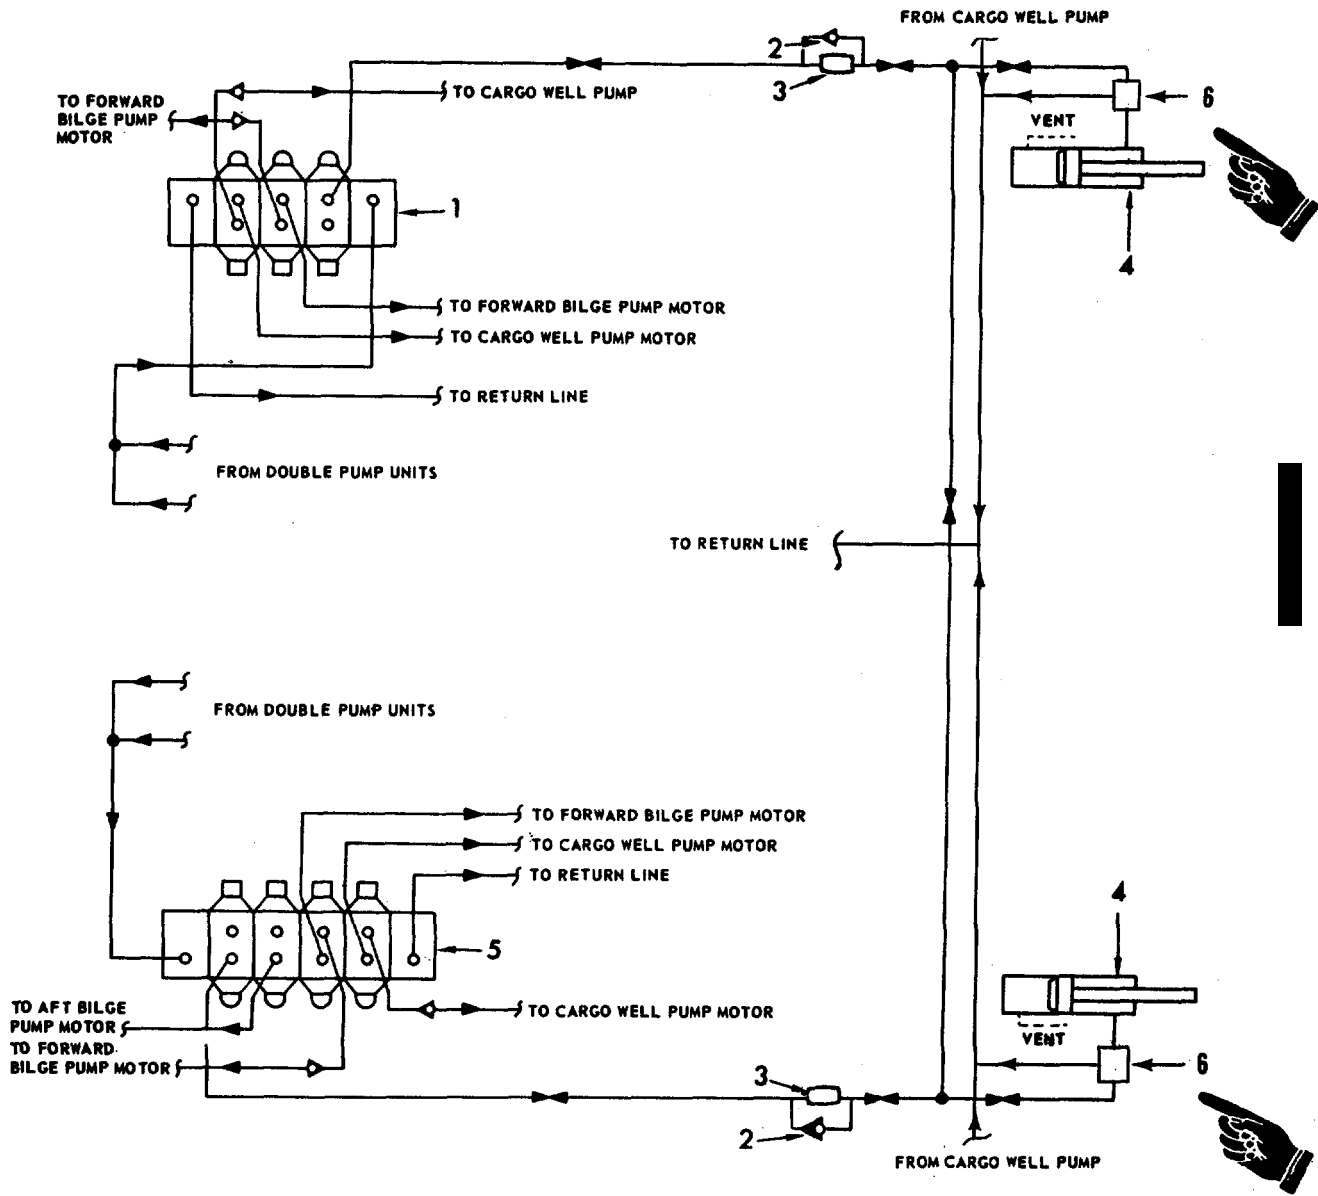 FROM CARGO WELL PUMP
2
3
TO CARGO WELL PUMP
TO FORWARD
BILGE PUMP
MOTOR
6
VENT
1
4
TO FORWARD BILGE PUMP MOTOR
TO CARGO WELL PUMP MOTOR
TO RETURN LINE
FROM DOUBLE PUMP UNITS
TO RETURN LINE
FROM DOUBLE PUMP UNITS
TO FORWARD BILGE PUMP MOTOR
TO CARGO WELL PUMP MOTOR
TO RETURN LINE
4
5
TO AFT BILGE
PUMP MOTOR
TO CARGO WELL PUMP MOTOR
TO FORWARD
BILGE PUMP MOTOR
VENT
6
3
2
FROM CARGO WELL PUMP